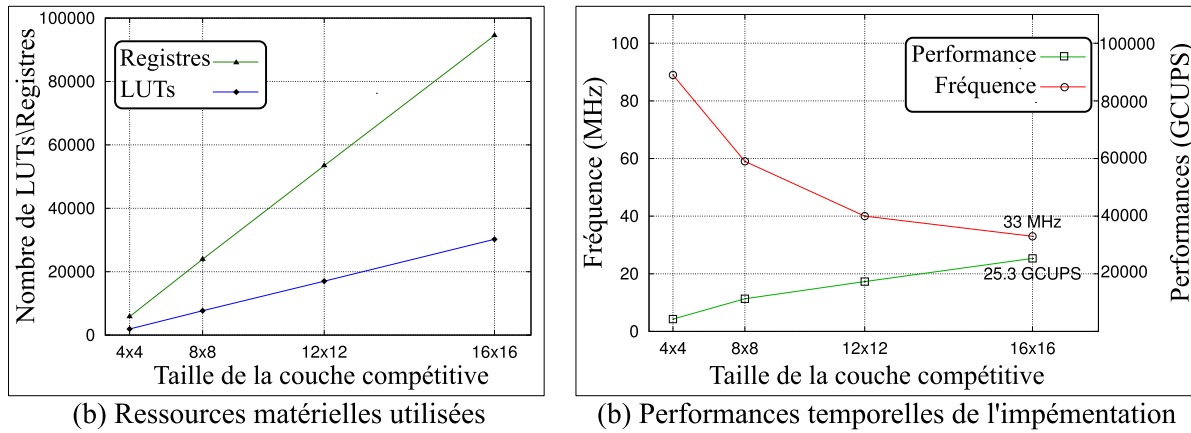 100000
80000
60000
40000
20000
0
Nombre de LUTs\Registres
Registres
LUTs
4x4 8x8 12x12 16x16
Taille de la couche compétitive
(b) Ressources matérielles utilisées
100
80
60
40
20
0
Fréquence (MHz)
Performance
Fréquence
33 MHz
25.3 GCUPS
100000
80000
60000
40000
20000
Performances (GCUPS)
4x4 8x8 12x12 16x16
Taille de la couche compétitive
(b) Performances temporelles de l'impémentation